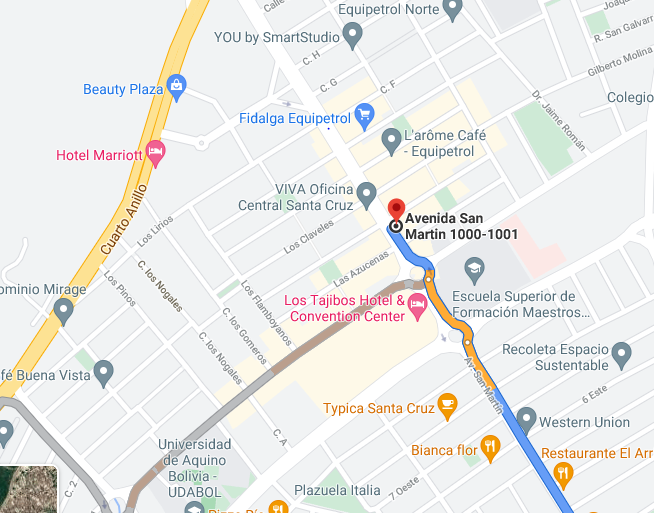 Equipetrol Norte
Joaqu
R. San Galvarr
YOU by SmartStudio
C. H
Gilberto Molina
C. G
C. F
Beauty Plaza
Dr. Jaime Román
Colegio
Fidalga Equipetrol
L'arôme Café
- Equipetrol
Hotel Marriott
VIVA Oficina
Central Santa Cruz
Cuarto Anillo
Avenida San
Martín 1000-1001
Los Lirios
Los Claveles
Las Azucenas
C. los Nogales
Los Pinos
Los Flamboyanes
ominio Mirage
Escuela Superior de
Formación Maestros...
Los Tajibos Hotel &
Convention Center
C. los Gomeros
C. los Nogales
Recoleta Espacio
Sustentable
fé Buena Vista
Av. San Martin
6 Este
Typica Santa Cruz
Western Union
C. A
Universidad
de Aquino
Bolivia -
UDABOL
Bianca flor
Restaurante El Arr
C. 2
7 Oeste
Plazuela Italia